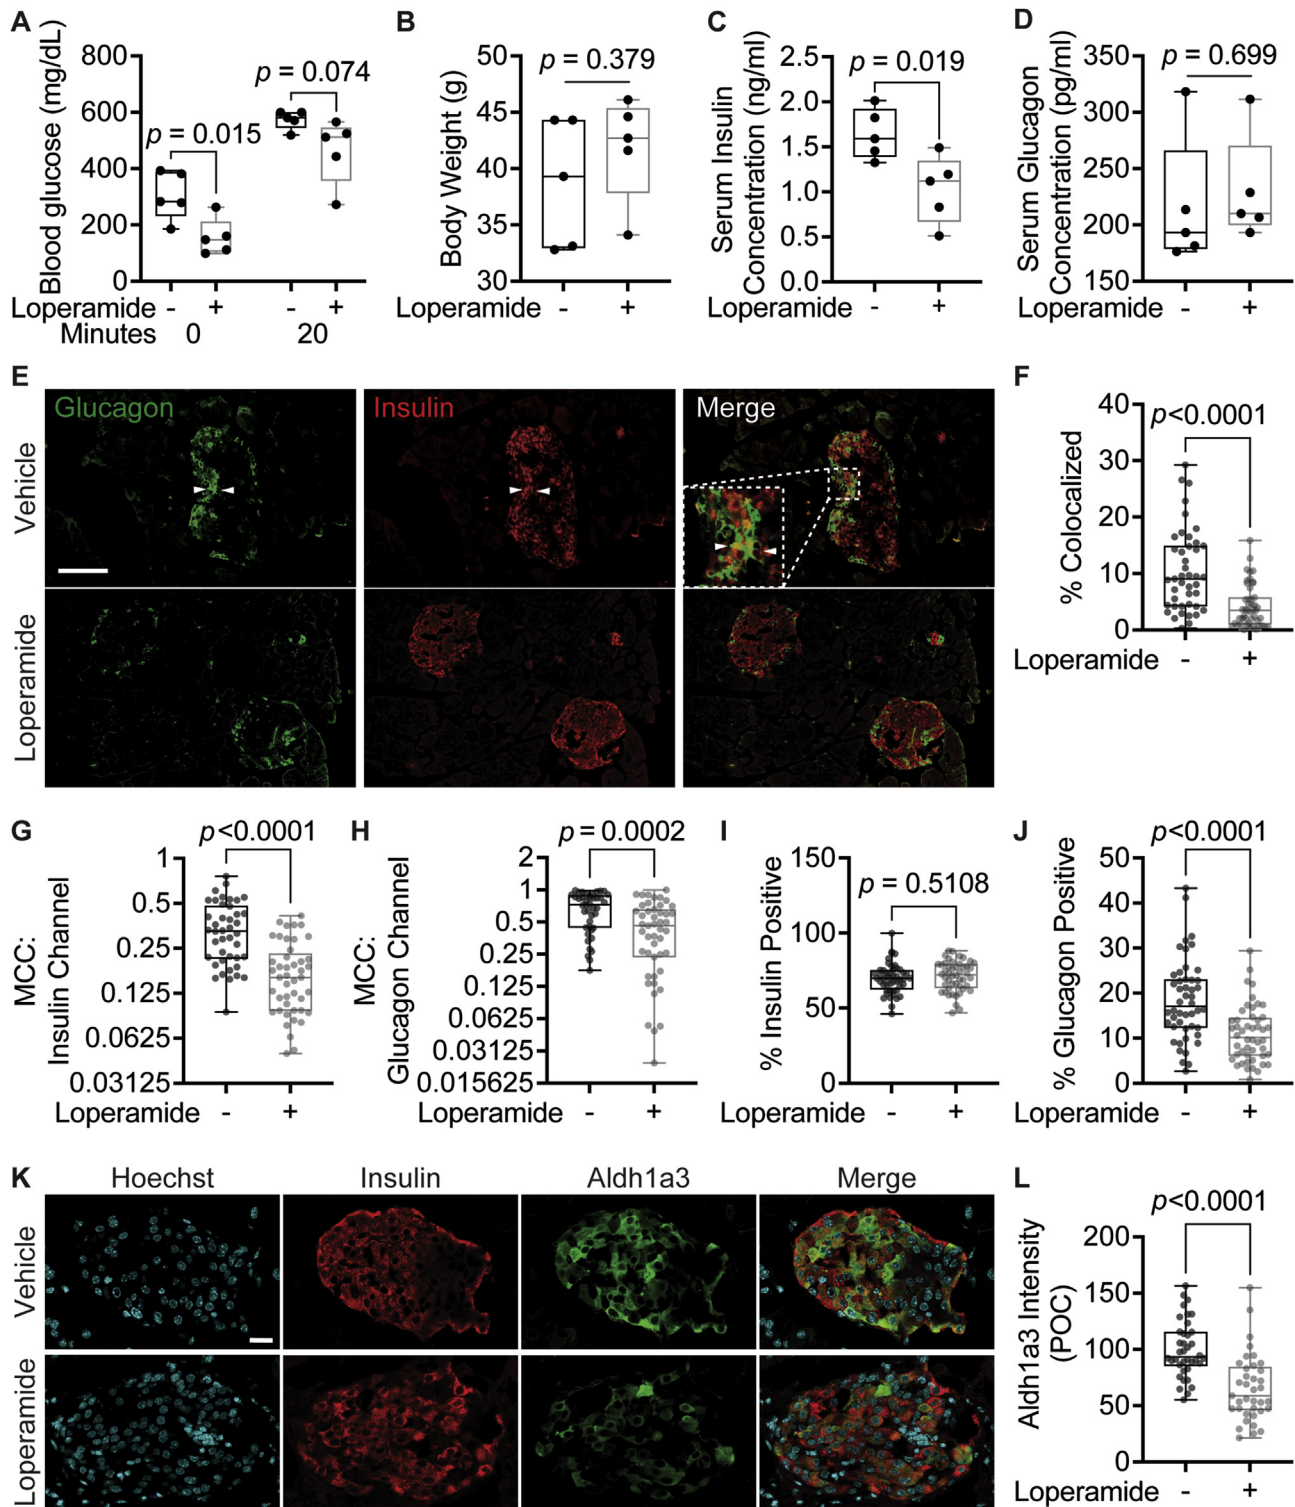 A
Blood glucose (mg/dL)
800
600
400
200
0
p = 0.015
p = 0.074
Loperamide - + - +
Minutes 0 20
B
Body Weight (g)
50
45
40
35
30
p = 0.379
Loperamide - +
C
Serum Insulin
Concentration (ng/ml)
2.5
2.0
1.5
1.0
0.5
0.0
p = 0.019
Loperamide - +
D
Serum Glucagon
Concentration (pg/ml)
350
300
250
200
150
p = 0.699
Loperamide - +
E
Glucagon
Insulin
Merge
Vehicle
Loperamide
F
% Colocalized
40
30
20
10
0
p<0.0001
Loperamide - +
G
MCC:
Insulin Channel
1
0.5
0.25
0.125
0.0625
0.03125
p<0.0001
Loperamide - +
H
MCC:
Glucagon Channel
2
1
0.5
0.25
0.125
0.0625
0.03125
0.015625
p = 0.0002
Loperamide - +
I
% Insulin Positive
150
100
50
0
p = 0.5108
Loperamide - +
J
% Glucagon Positive
50
40
30
20
10
0
p<0.0001
Loperamide - +
K
Hoechst
Insulin
Aldh1a3
Merge
Vehicle
Loperamide
L
Aldh1a3 Intensity
(POC)
200
150
100
50
0
p<0.0001
Loperamide - +